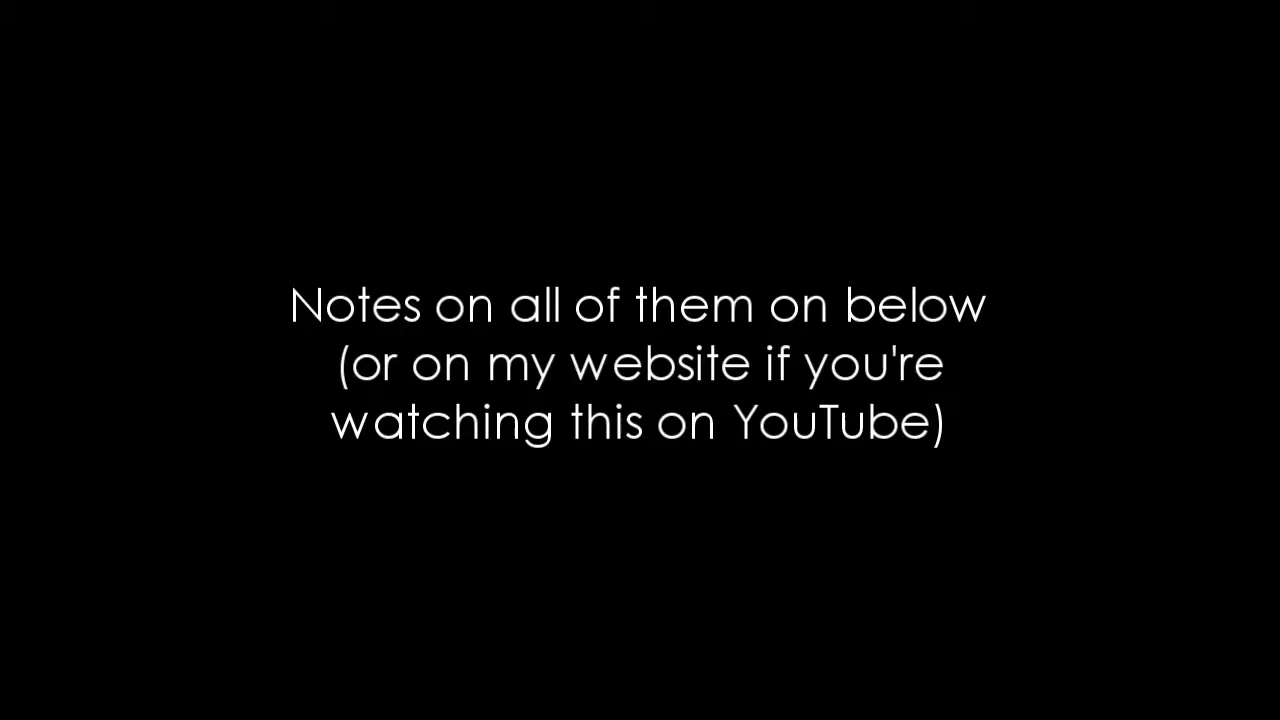 Notes on all of them on below
(or on my website if you're
watching this on YouTube)